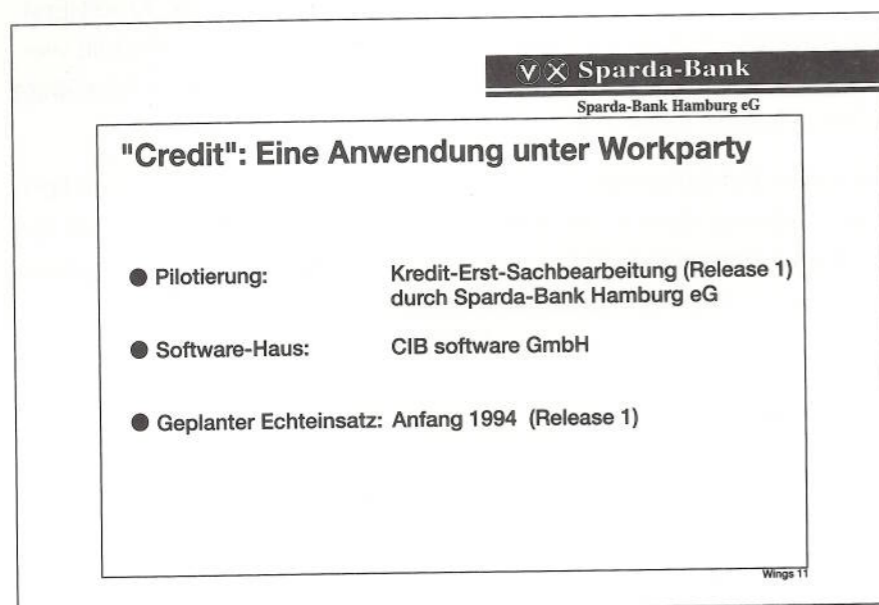 Sparda-Bank
Sparda-Bank Hamburg eG
"Credit": Eine Anwendung unter Workparty
● Pilotierung: Kredit-Erst-Sachbearbeitung (Release 1)
durch Sparda-Bank Hamburg eG
● Software-Haus: CIB software GmbH
● Geplanter Echteinsatz: Anfang 1994 (Release 1)
Wings 11